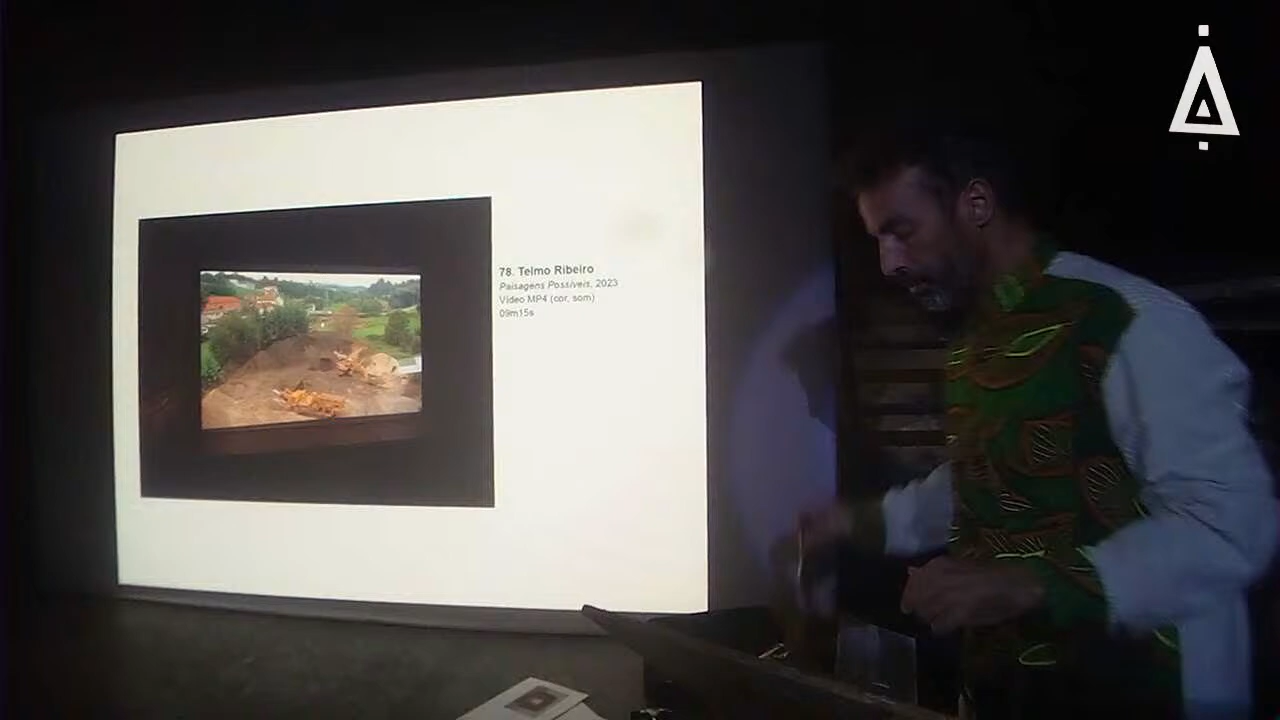 78. Telmo Ribeiro
Paisagens Possíveis, 2023
Vídeo MP4 (cor, som)
09m15s